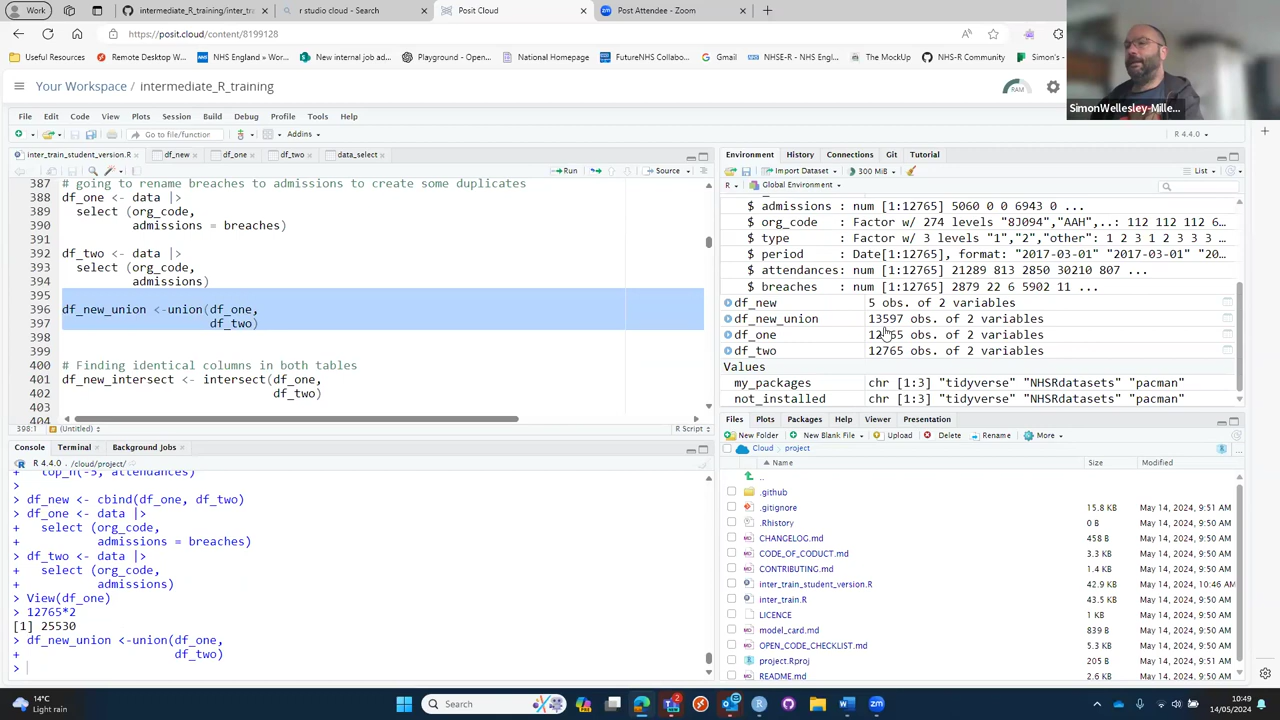 Work
intermediate_R_training/inter_tra
r studio cloud - Search
Posit Cloud
Post Attendee - Zoom
https://posit.cloud/content/8199128
Useful Resources
Remote Desktop W...
NHS England » Wor...
New internal job ad...
Playgroung - Open...
National Homepage
FutureNHS Collabo...
Gmail
NHSE-R - NHS Engl...
The MocKUp
NHS-R Community
Simon's -
SimonWellesley-Mille...
Your Workspace / intermediate_R_training
RAM
File Edit Code View Plots Session Build Debug Profile Tools Help
Go to file/function
Addins
R 4.4.0
inter_train_student_version.R
df_new
df_one
df_two
data_select
Run
Source
387 # going to rename breaches to admissions to create some duplicates
388 df_one <- data |>
389 select (org_code,
390 admissions = breaches)
391
392 df_two <- data |>
393 select (org_code,
394 admissions)
395
396 df_new_union <-union(df_one,
397 df_two)
398
399
400 # Finding identical columns in both tables
401 df_new_intersect <- intersect(df_one,
402 df_two)
403
404
398:1 (Untitled) R Script
Console Terminal Background Jobs
R 4.4.0 · /cloud/project/
+ top_n(-5, attendances)
>
> df_new <- cbind(df_one, df_two)
> df_one <- data |>
+ select (org_code,
+ admissions = breaches)
> df_two <- data |>
+ select (org_code,
+ admissions)
> View(df_one)
> 12765*2
[1] 25530
> df_new_union <-union(df_one,
+ df_two)
>
Environment History Connections Git Tutorial
Import Dataset 300 MiB List
R Global Environment
$ admissions : num [1:12765] 5060 0 0 6943 0 ...
$ org_code : Factor w/ 274 levels "8J094","AAH",..: 112 112 112 6...
$ type : Factor w/ 3 levels "1","2","other": 1 2 3 1 2 3 3 3 ...
$ period : Date[1:12765], format: "2017-03-01" "2017-03-01" "20...
$ attendances: num [1:12765] 21289 813 2850 30210 807 ...
$ breaches : num [1:12765] 2879 22 6 5902 11 ...
df_new 5 obs. of 2 variables
df_new_union 13597 obs. of 2 variables
df_one 12765 obs. of 2 variables
df_two 12765 obs. of 2 variables
Values
my_packages chr [1:3] "tidyverse" "NHSRdatasets" "pacman"
not_installed chr [1:3] "tidyverse" "NHSRdatasets" "pacman"
Files Plots Packages Help Viewer Presentation
New Folder New Blank File Upload Delete Rename More
Cloud project
Name Size Modified
..
.github
.gitignore 15.8 KB May 14, 2024, 9:51 AM
.Rhistory 0 B May 14, 2024, 9:50 AM
CHANGELOG.md 458 B May 14, 2024, 9:50 AM
CODE_OF_CODUCT.md 3.3 KB May 14, 2024, 9:50 AM
CONTRIBUTING.md 1.4 KB May 14, 2024, 9:50 AM
inter_train_student_version.R 42.9 KB May 14, 2024, 10:46 AM
inter_train.R 43.5 KB May 14, 2024, 9:50 AM
LICENCE 1 KB May 14, 2024, 9:50 AM
model_card.md 839 B May 14, 2024, 9:50 AM
OPEN_CODE_CHECKLIST.md 5.3 KB May 14, 2024, 9:50 AM
project.Rproj 205 B May 14, 2024, 9:50 AM
README.md 2.6 KB May 14, 2024, 9:50 AM
14°C
Light rain
Search
10:49
14/05/2024